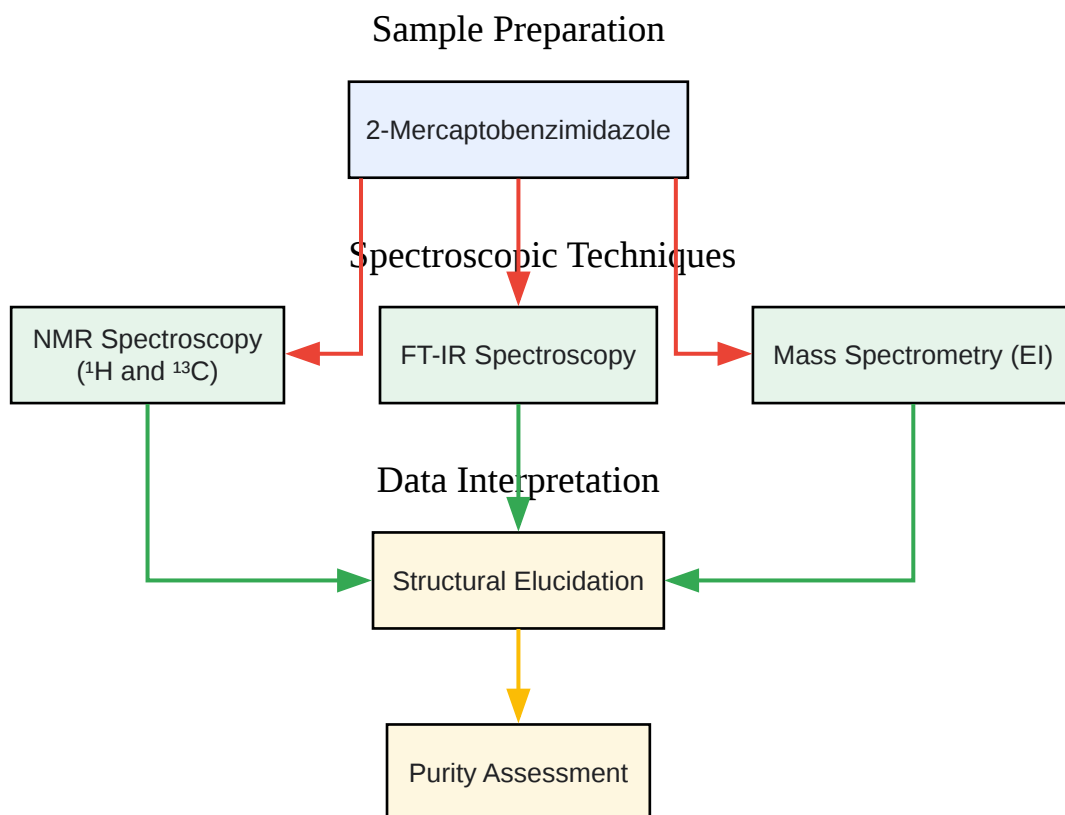 Sample Preparation
2-Mercaptobenzimidazole
Spectroscopic Techniques
NMR Spectroscopy
(¹H and ¹³C)
FT-IR Spectroscopy
Mass Spectrometry (EI)
Data Interpretation
Structural Elucidation
Purity Assessment